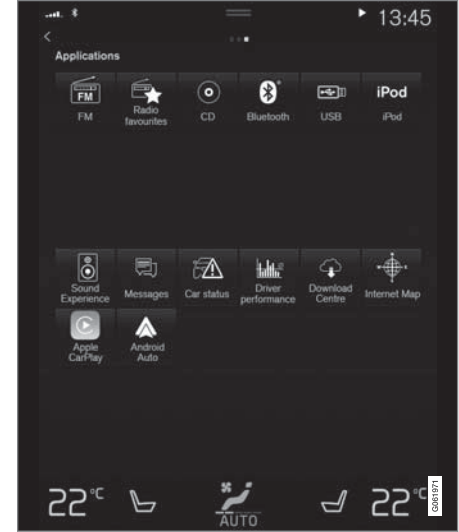 13:45
Applications
FM
FM
Radio
favourites
CD
Bluetooth
USB
iPod
iPod
Sound
Experience
Messages
Car status
Driver
performance
Download
Centre
Internet Map
Apple
CarPlay
Android
Auto
22°C
AUTO
22°C
G061971